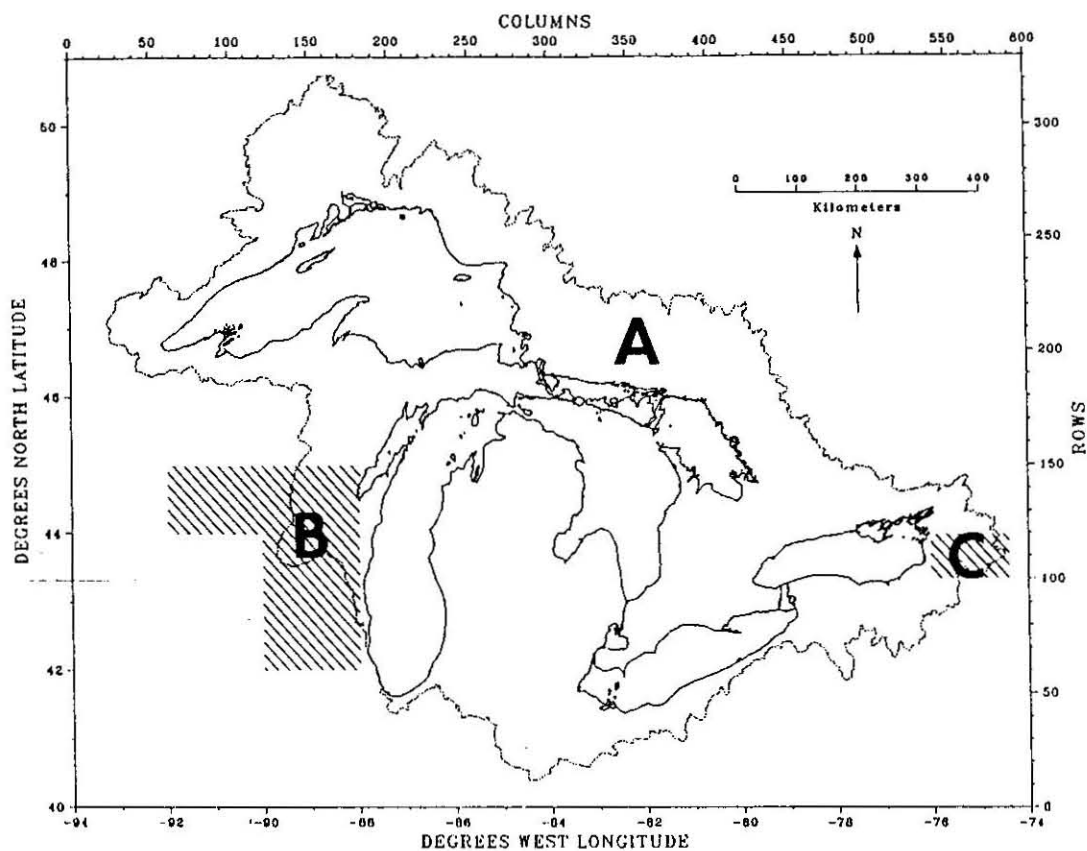 COLUMNS
0 50 100 150 200 250 300 350 400 450 500 550 600
50
48
46
44
42
40
DEGREES NORTH LATITUDE
300
250
200
150
100
50
0
ROWS
0 100 200 300 400
Kilometers
N
A
B
C
-94 -92 -90 -88 -86 -84 -82 -80 -78 -76 -74
DEGREES WEST LONGITUDE